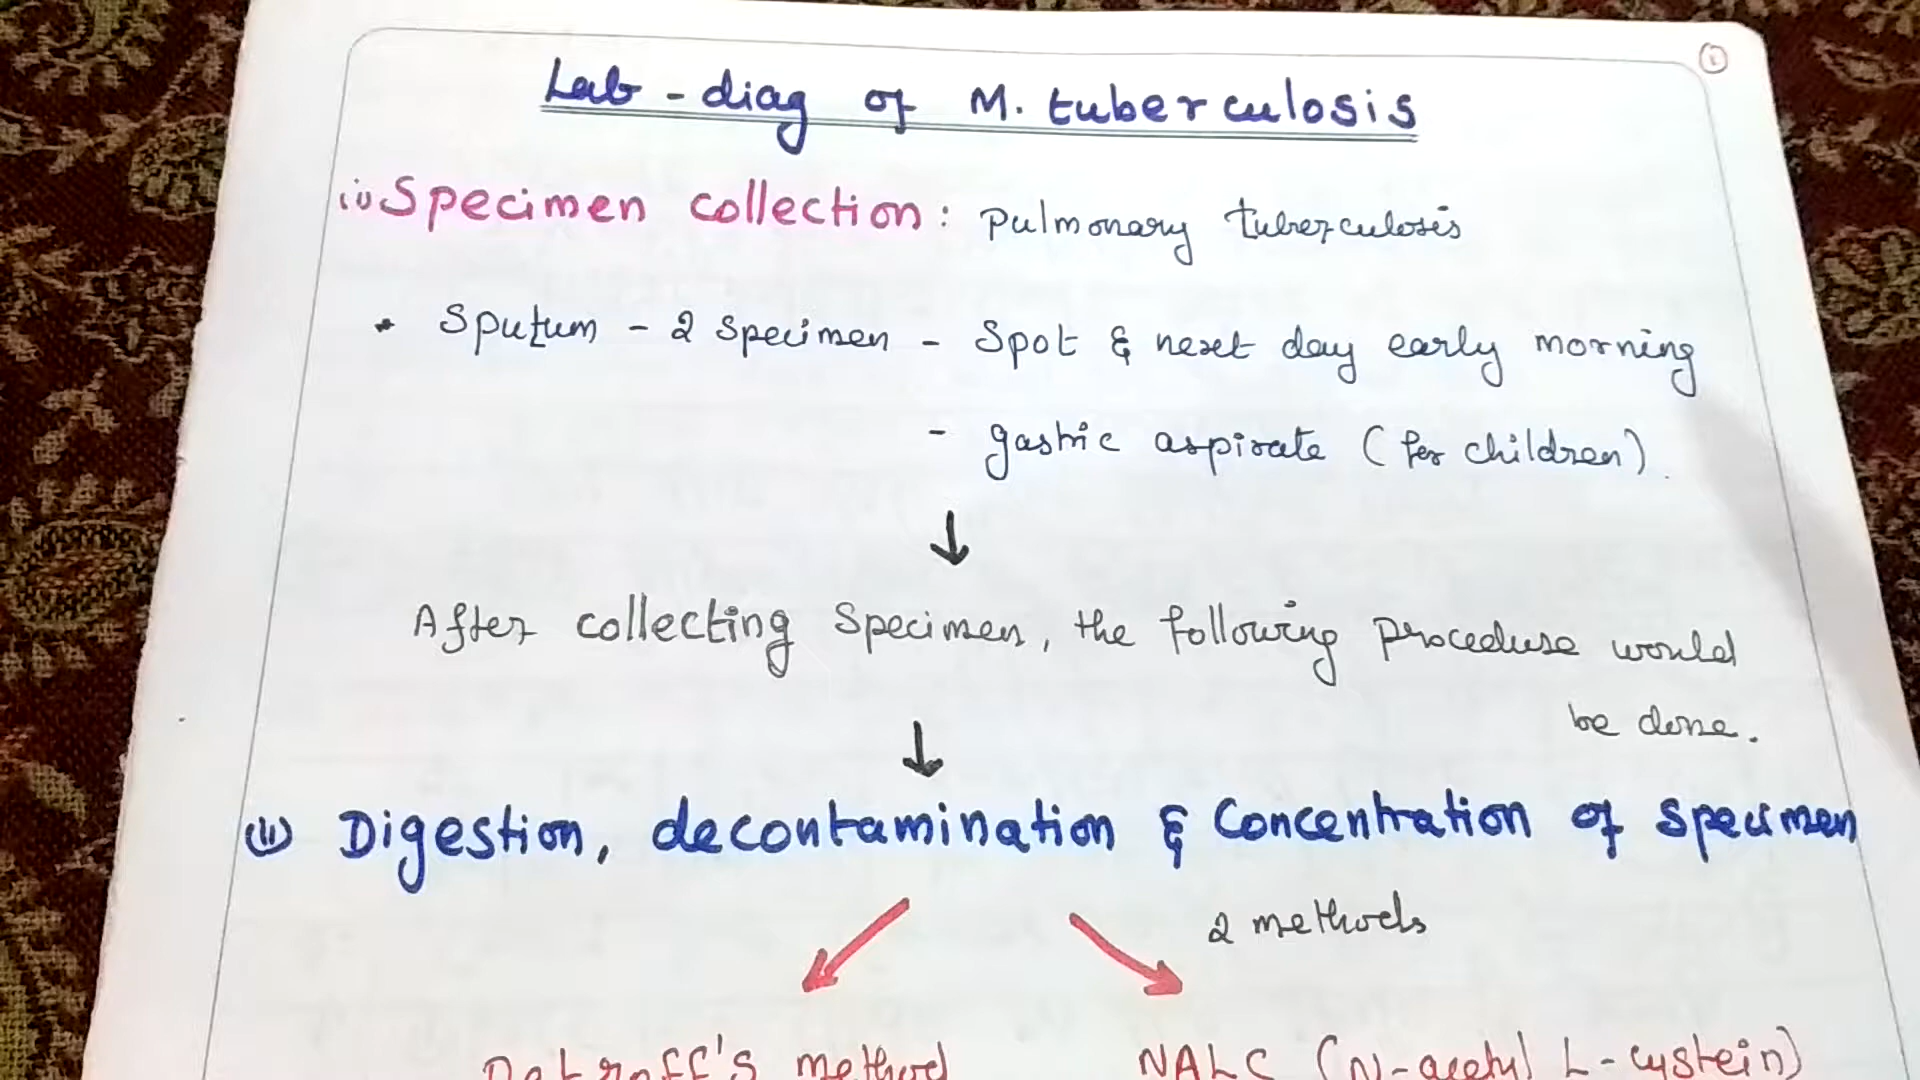 1
Lab - diag of M. tuberculosis
(i) Specimen collection: Pulmonary tuberculosis
* Sputum - 2 specimen - Spot & next day early morning
- gastric aspirate (for children)
↓
After collecting specimen, the following procedure would
be done.
↓
(ii) Digestion, decontamination & Concentration of specimen
2 methods
Petroff's method NALC (N-acetyl L-cystein)